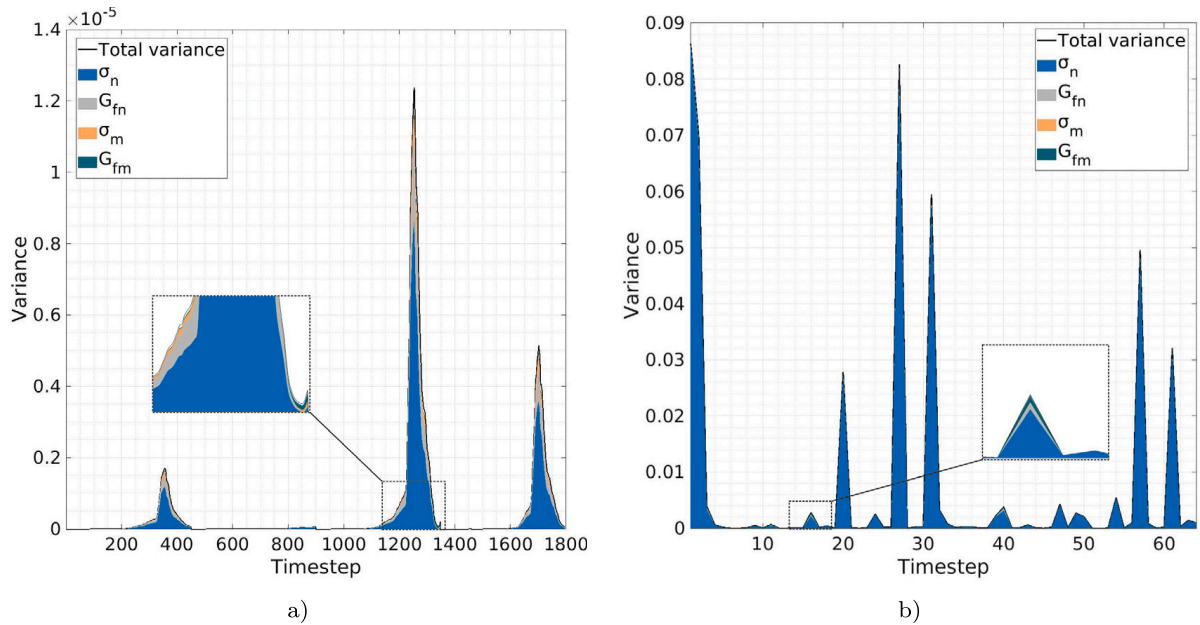 ×10⁻⁵
1.4
1.2
1
0.8
0.6
0.4
0.2
0
Variance
Total variance
σn
Gfn
σm
Gfm
200 400 600 800 1000 1200 1400 1600 1800
Timestep
a)
0.09
0.08
0.07
0.06
0.05
0.04
0.03
0.02
0.01
0
Variance
Total variance
σn
Gfn
σm
Gfm
10 20 30 40 50 60
Timestep
b)